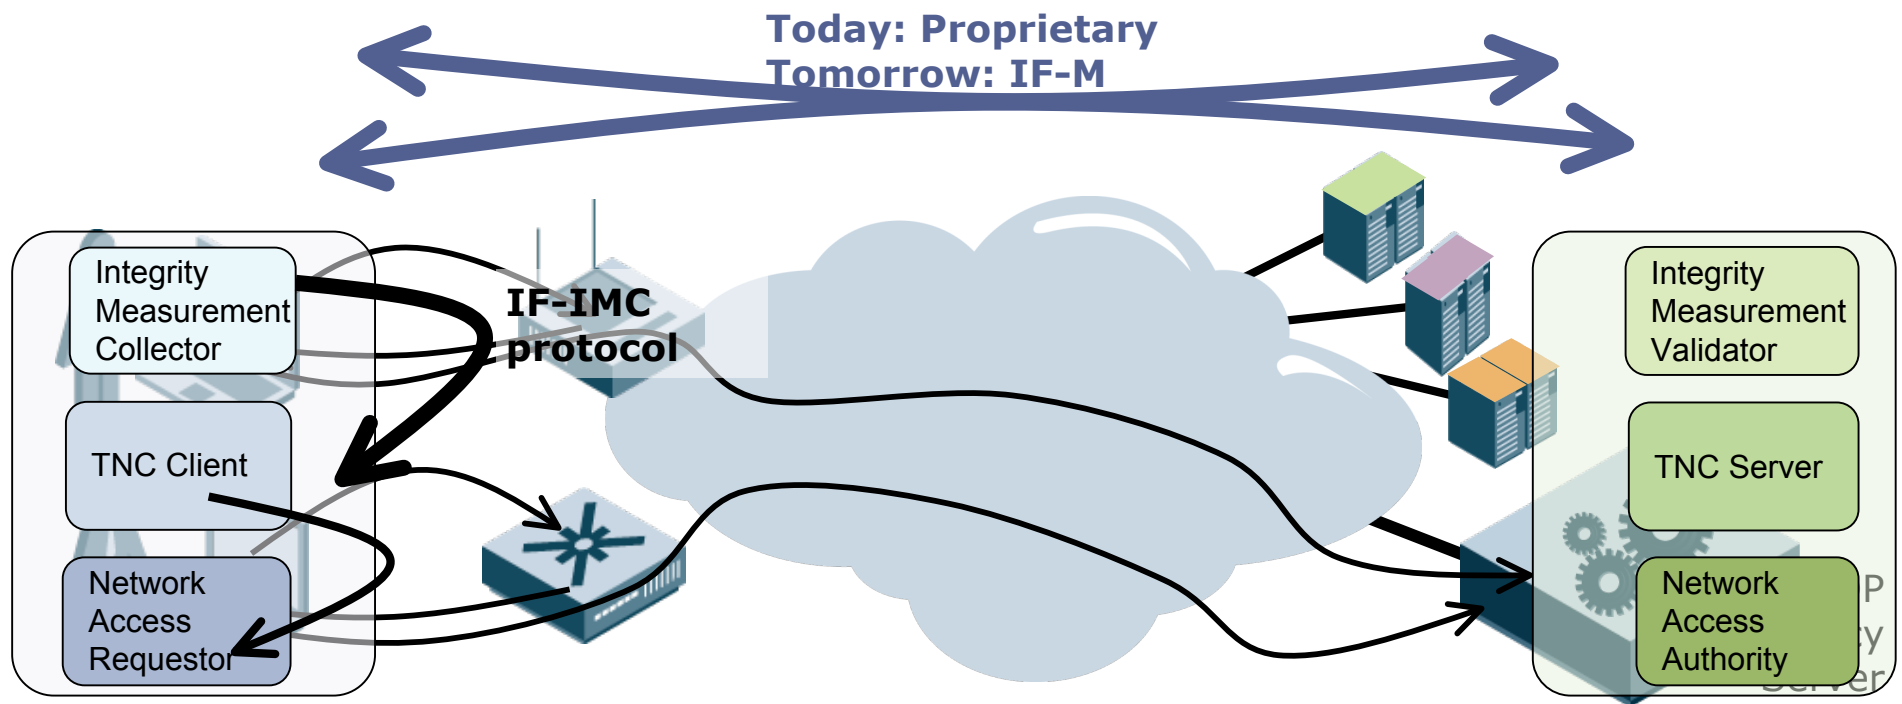 Today: Proprietary
Tomorrow: IF-M
Integrity
Measurement
Collector
IF-IMC
protocol
TNC Client
Network
Access
Requestor
Integrity
Measurement
Validator
TNC Server
Network
Access
Authority
Server